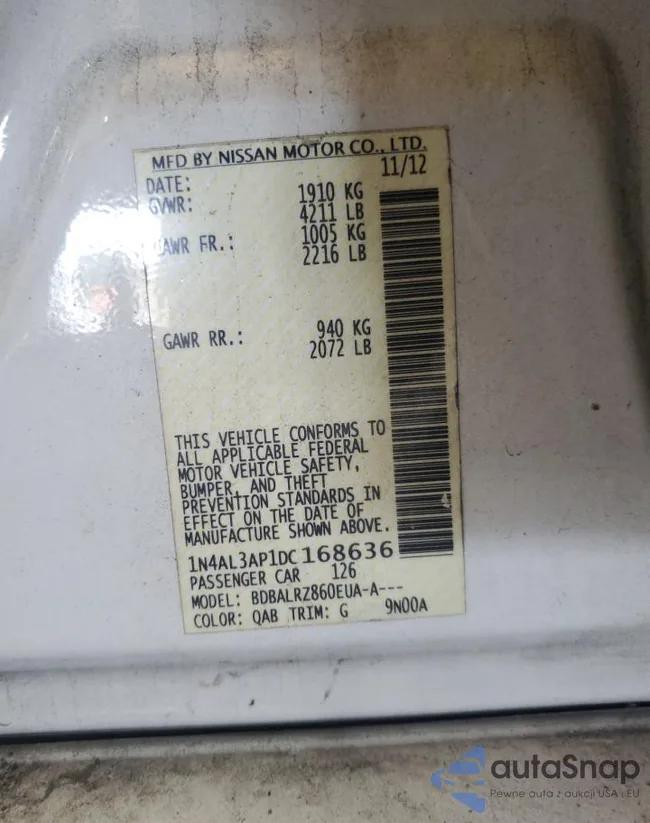 MFD BY NISSAN MOTOR CO., LTD.
DATE: 11/12
GVWR: 1910 KG
4211 LB
GAWR FR.: 1005 KG
2216 LB
GAWR RR.: 940 KG
2072 LB
THIS VEHICLE CONFORMS TO
ALL APPLICABLE FEDERAL
MOTOR VEHICLE SAFETY,
BUMPER, AND THEFT
PREVENTION STANDARDS IN
EFFECT ON THE DATE OF
MANUFACTURE SHOWN ABOVE.
1N4AL3AP1DC168636
PASSENGER CAR 126
MODEL: BDBALRZ860EUA-A---
COLOR: QAB TRIM: G 9N00A
autaSnap
Pewne auta z aukcji USA i EU